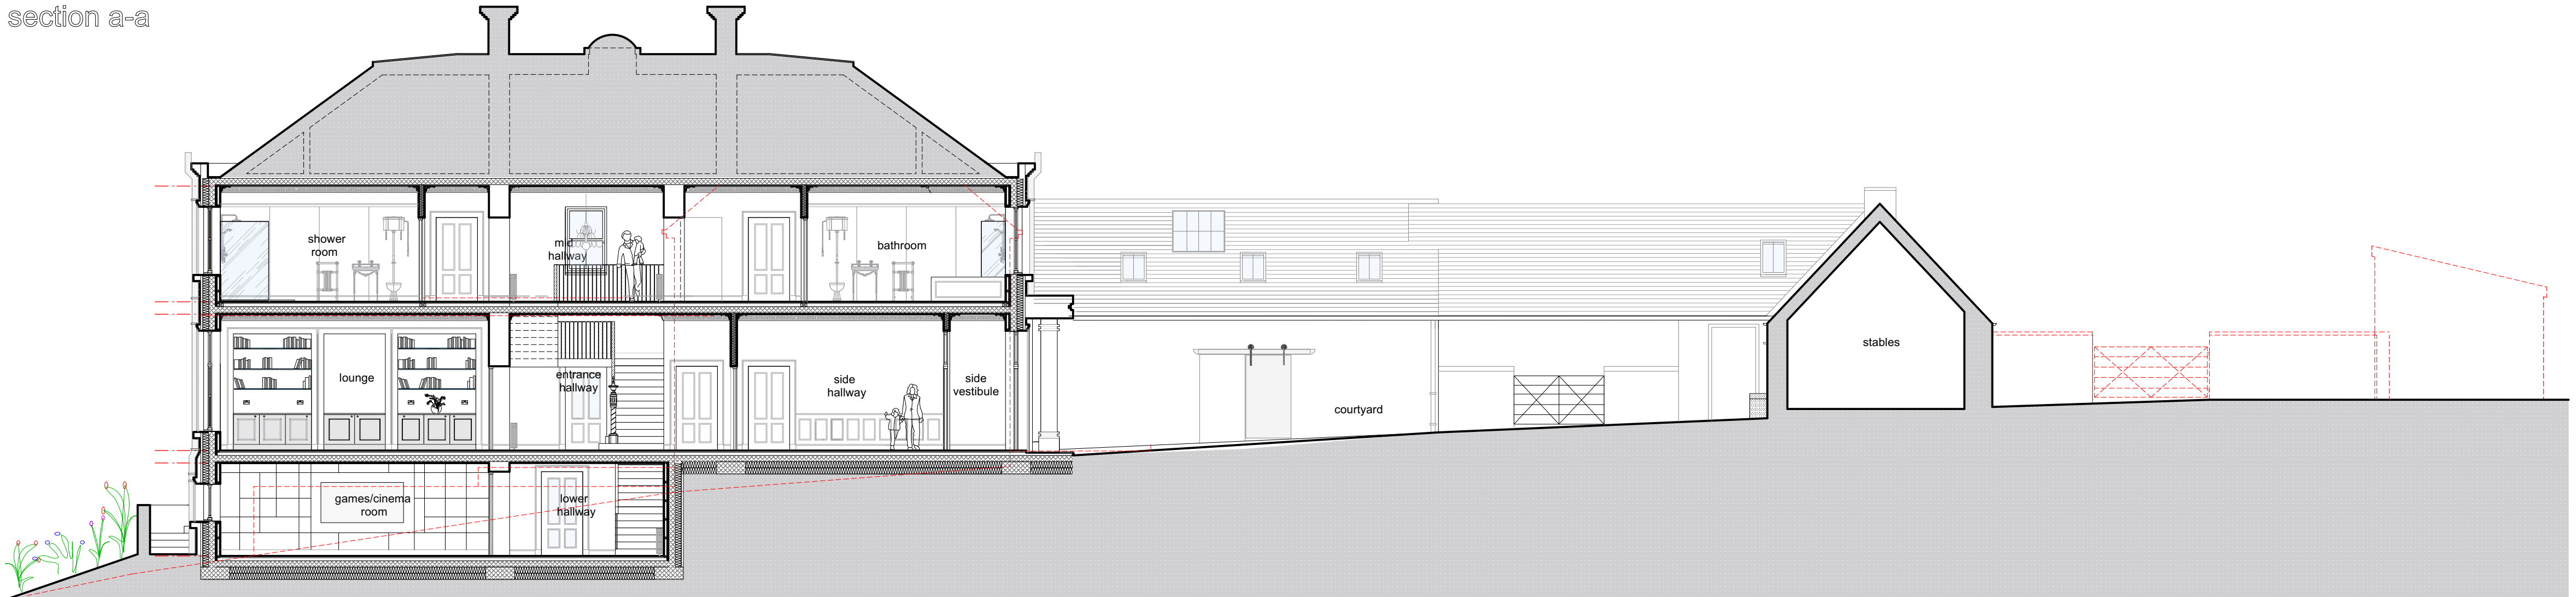 section a-a
shower
room
mid
hallway
bathroom
lounge
entrance
hallway
side
hallway
side
vestibule
courtyard
stables
games/cinema
room
lower
hallway